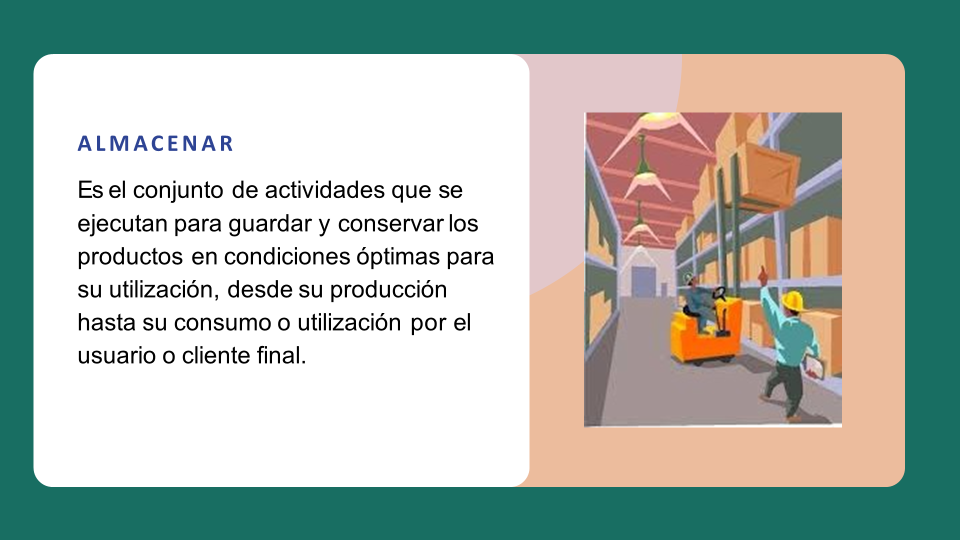 ALMACENAR
Es el conjunto de actividades que se
ejecutan para guardar y conservar los
productos en condiciones óptimas para
su utilización, desde su producción
hasta su consumo o utilización por el
usuario o cliente final.